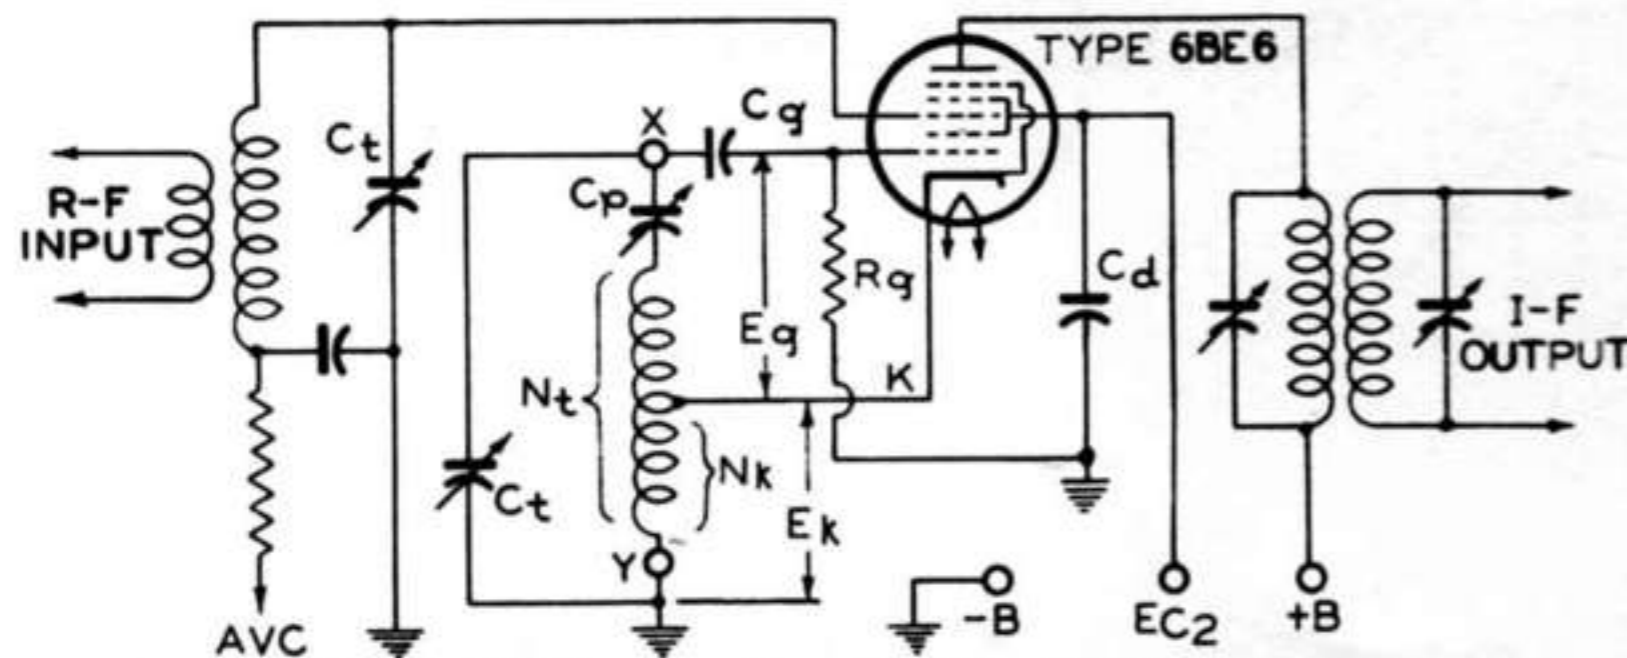 TYPE 6BE6
X
Cg
Ct
Cp
R-F
INPUT
Rg
Cd
Eg
I-F
OUTPUT
K
Nt
Nk
Ct
Ek
Y
AVC
-B
EC2
+B